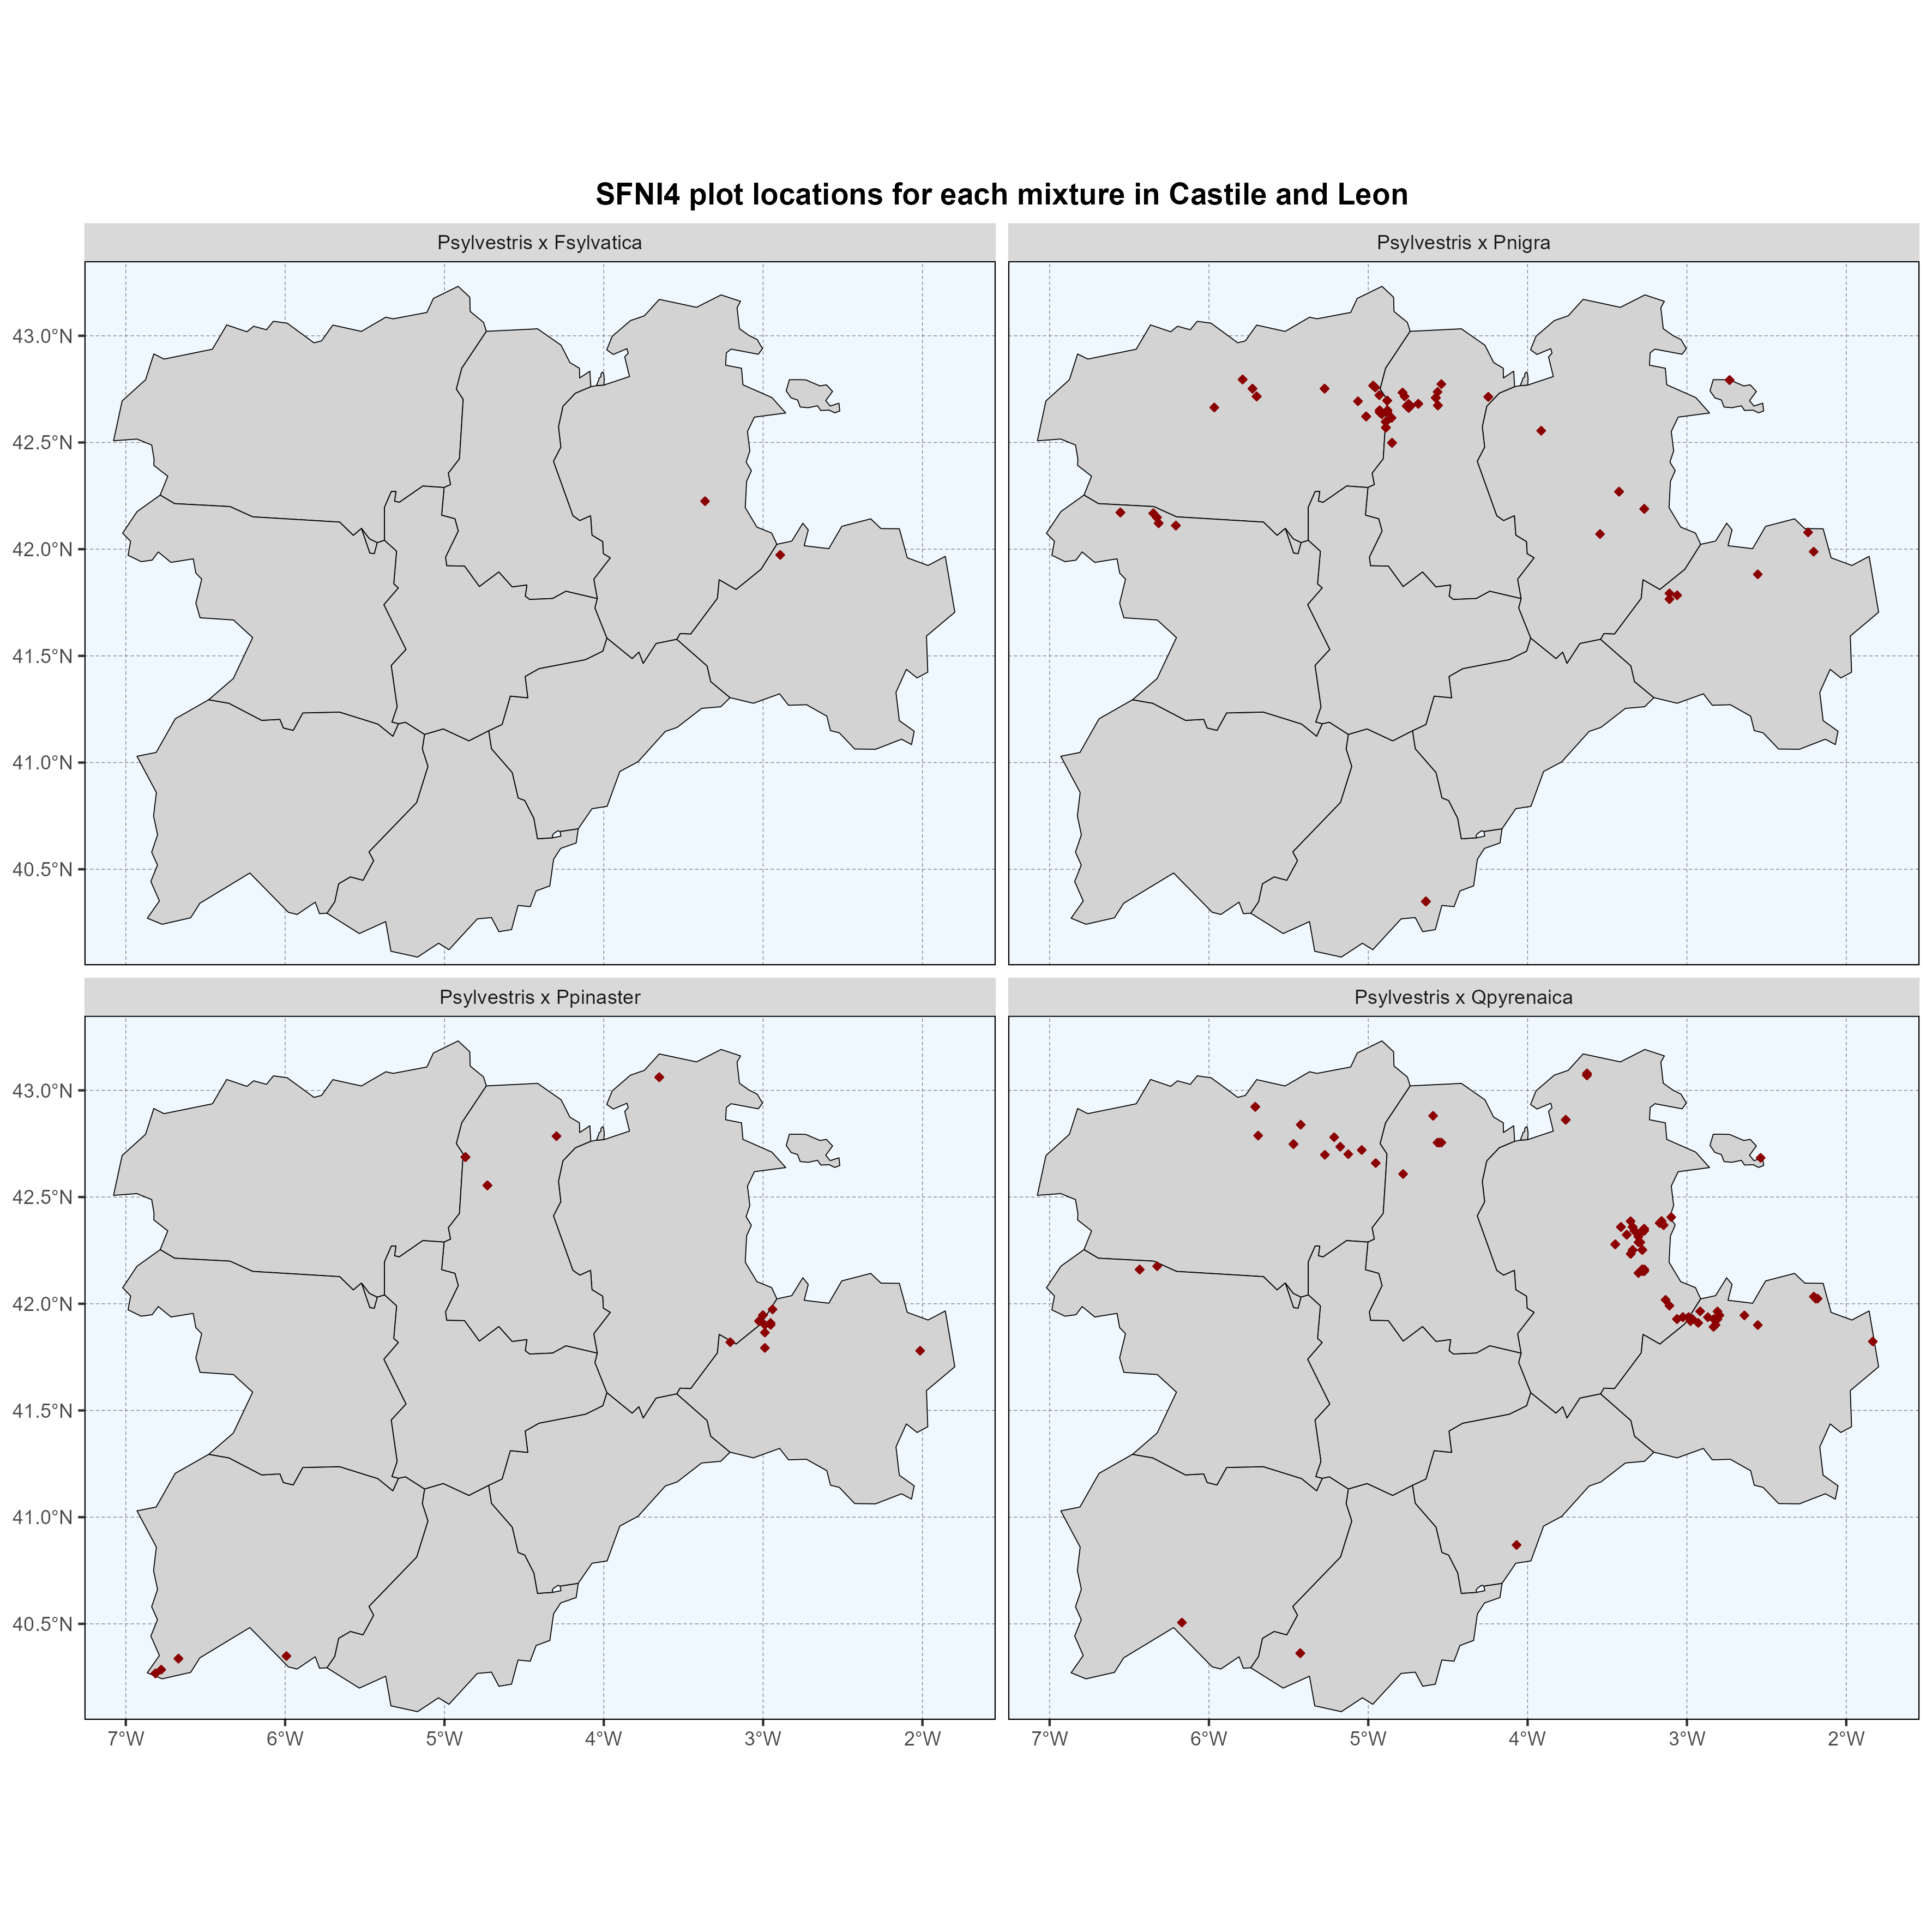 SFNI4 plot locations for each mixture in Castile and Leon
Psylvestris x Fsylvatica
Psylvestris x Pnigra
43.0°N
42.5°N
42.0°N
41.5°N
41.0°N
40.5°N
Psylvestris x Ppinaster
Psylvestris x Qpyrenaica
43.0°N
42.5°N
42.0°N
41.5°N
41.0°N
40.5°N
7°W 6°W 5°W 4°W 3°W 2°W
7°W 6°W 5°W 4°W 3°W 2°W